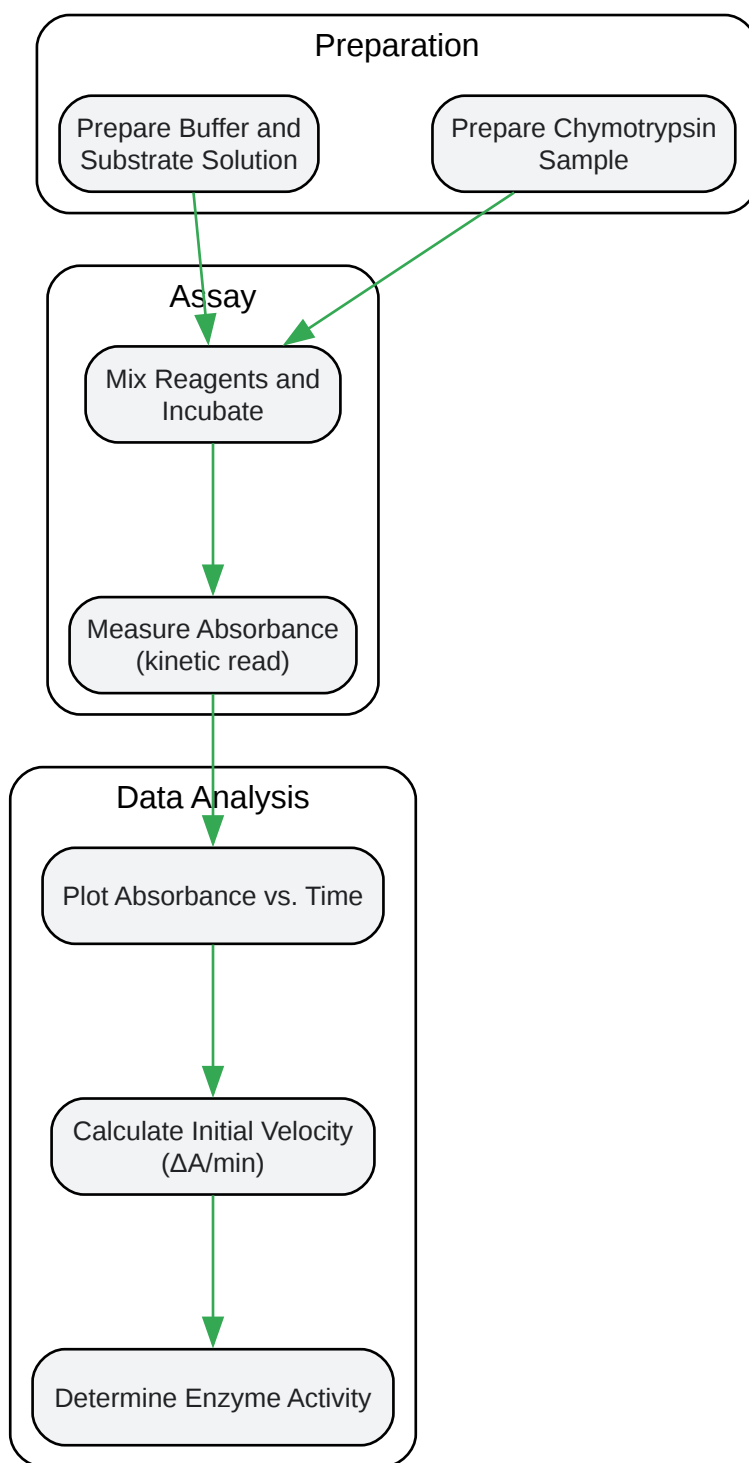 Preparation
Prepare Buffer and
Substrate Solution
Prepare Chymotrypsin
Sample
Assay
Mix Reagents and
Incubate
Measure Absorbance
(kinetic read)
Data Analysis
Plot Absorbance vs. Time
Calculate Initial Velocity
(ΔA/min)
Determine Enzyme Activity